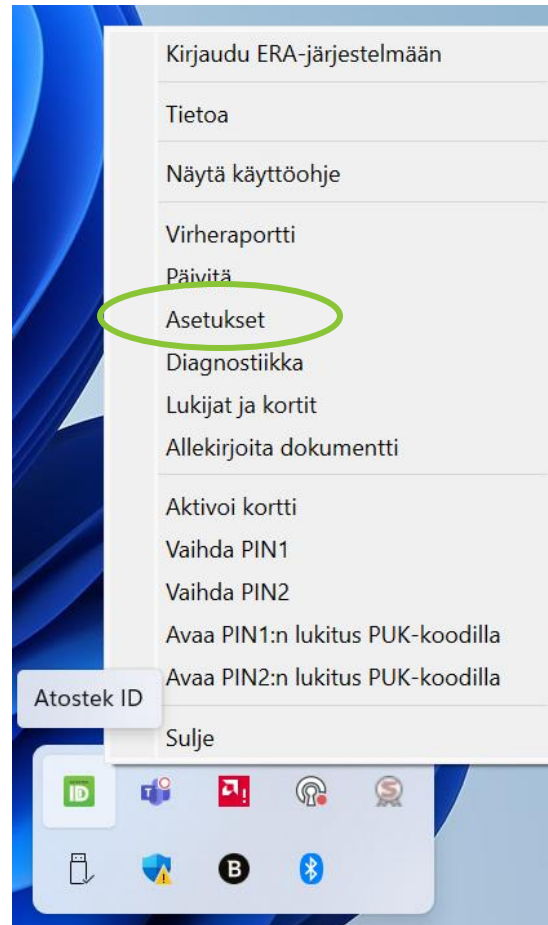 Kirjaudu ERA-järjestelmään
Tietoa
Näytä käyttöohje
Virheraportti
Päivitä
Asetukset
Diagnostiikka
Lukijat ja kortit
Allekirjoita dokumentti
Aktivoi kortti
Vaihda PIN1
Vaihda PIN2
Avaa PIN1:n lukitus PUK-koodilla
Avaa PIN2:n lukitus PUK-koodilla
Atostek ID
Sulje
ID